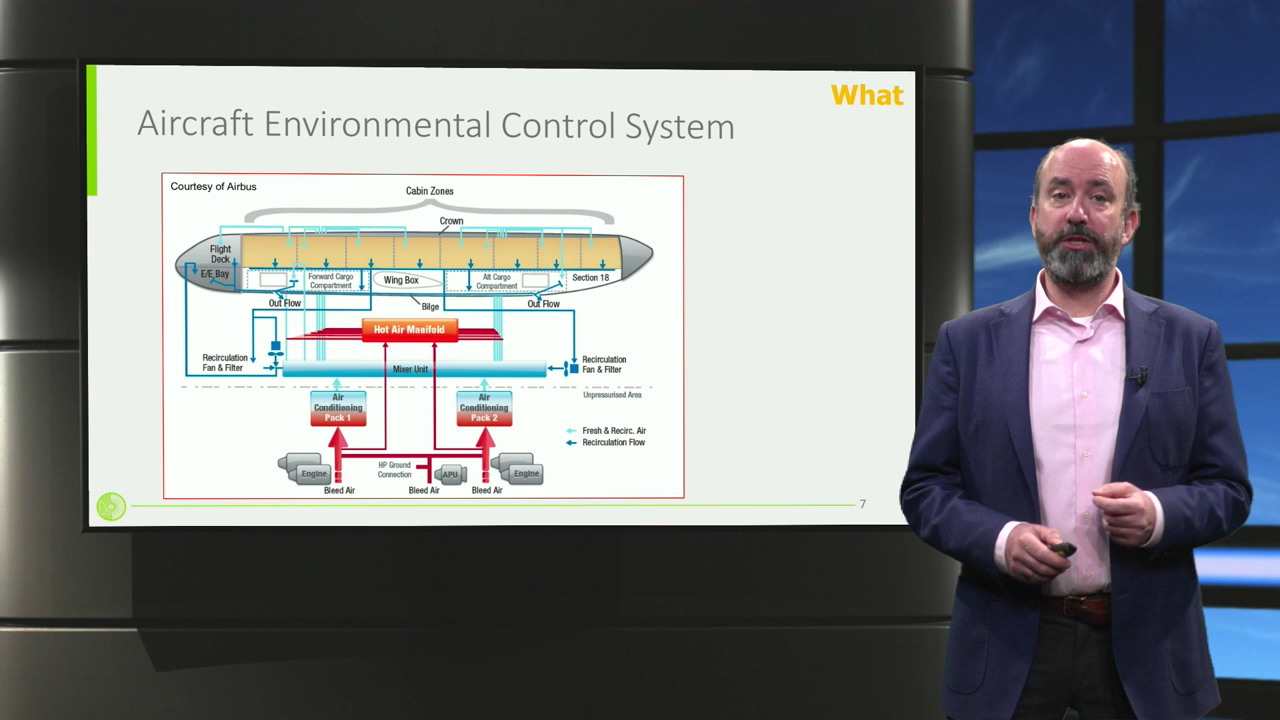 What
Aircraft Environmental Control System
Courtesy of Airbus
Cabin Zones
Crown
Flight
Deck
E/E Bay
Forward Cargo
Compartment
Wing Box
Aft Cargo
Compartment
Section 18
Out Flow
Bilge
Out Flow
Hot Air Manifold
Recirculation
Fan & Filter
Mixer Unit
Recirculation
Fan & Filter
Unpressurised Area
Air
Conditioning
Pack 1
Air
Conditioning
Pack 2
Fresh & Recirc. Air
Recirculation Flow
Engine
HP Ground
Connection
APU
Engine
Bleed Air
Bleed Air
Bleed Air
7